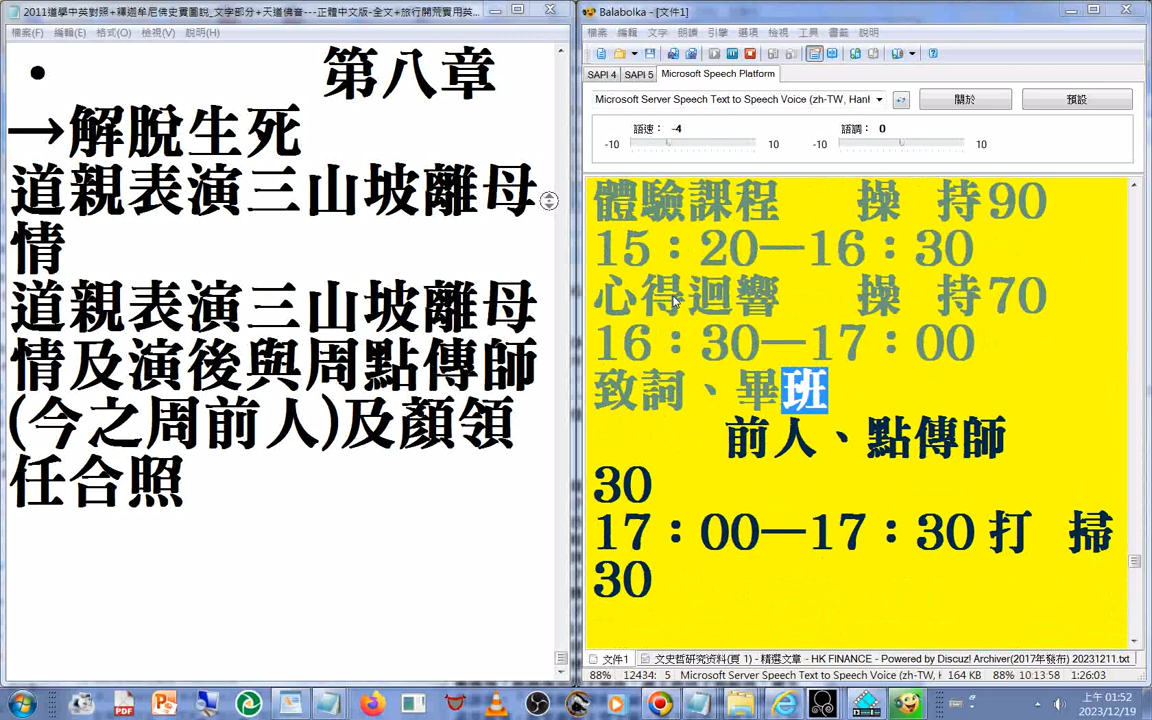 2011道學中英對照+釋迦牟尼佛史實圖說_文字部分+天道佛音---正體中文版-全文+旅行開荒實用英...
檔案(F) 編輯(E) 格式(O) 檢視(V) 說明(H)
• 第八章
→解脫生死
道親表演三山坡離母
情
道親表演三山坡離母
情及演後與周點傳師
(今之周前人)及顏領
任合照
Balabolka - [文件1]
檔案 編輯 文字 朗讀 引擎 選項 檢視 工具 書籤 說明
SAPI 4 SAPI 5 Microsoft Speech Platform
Microsoft Server Speech Text to Speech Voice (zh-TW, Hanl
關於 預設
語速： -4 語調： 0
-10 10 -10 10
體驗課程 操 持90
15：20—16：30
心得迴響 操 持70
16：30—17：00
致詞、畢班
前人、點傳師
30
17：00—17：30 打 掃
30
文件1 文史哲研究资料(頁 1) - 精選文章 - HK FINANCE - Powered by Discuz! Archiver(2017年發布) 20231211.txt
88% 12434: 5 Microsoft Server Speech Text to Speech Voice (zh-TW, H 164 KB 88% 10:13:58 1:26:03
上午 01:52
2023/12/19